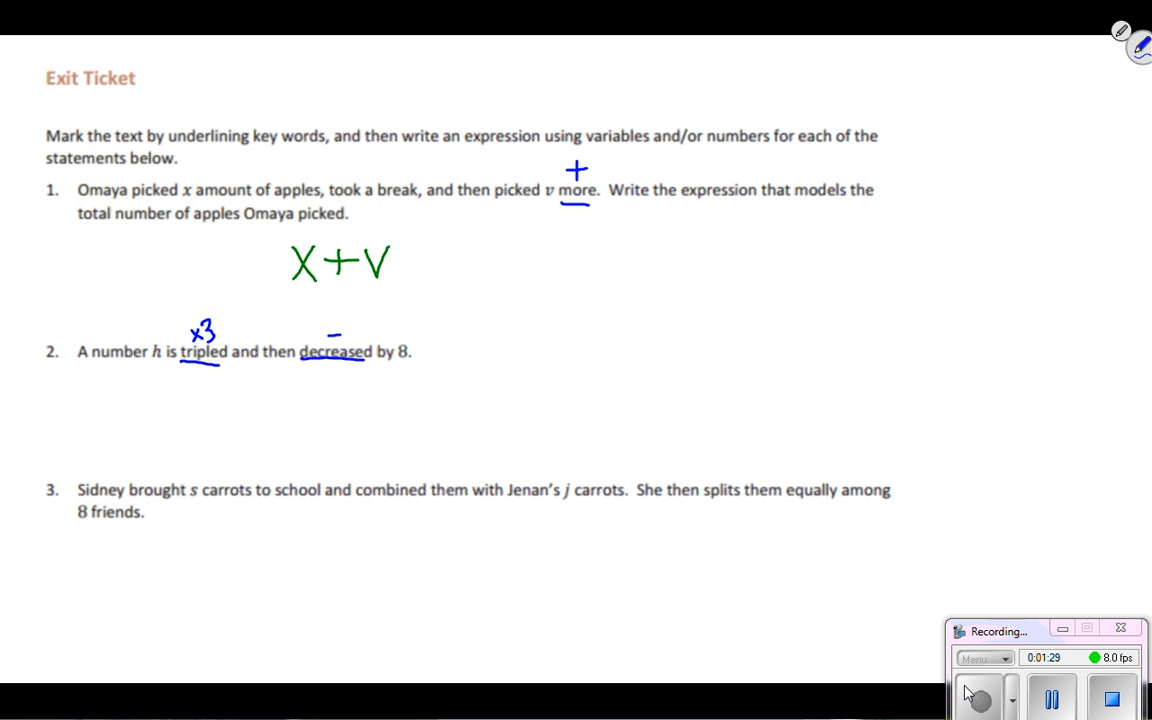 Exit Ticket
Mark the text by underlining key words, and then write an expression using variables and/or numbers for each of the
statements below.
+
1. Omaya picked x amount of apples, took a break, and then picked v more. Write the expression that models the
total number of apples Omaya picked.
X+V
x3 -
2. A number h is tripled and then decreased by 8.
3. Sidney brought s carrots to school and combined them with Jenan's j carrots. She then splits them equally among
8 friends.
Recording...
Menu 0:01:29 8.0 fps